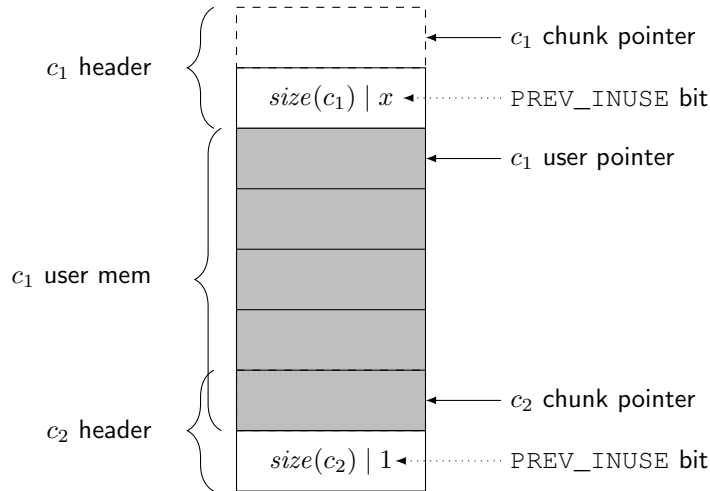 c₁ chunk pointer
c₁ header
size(c₁) | x
PREV_INUSE bit
c₁ user pointer
c₁ user mem
c₂ chunk pointer
c₂ header
size(c₂) | 1
PREV_INUSE bit